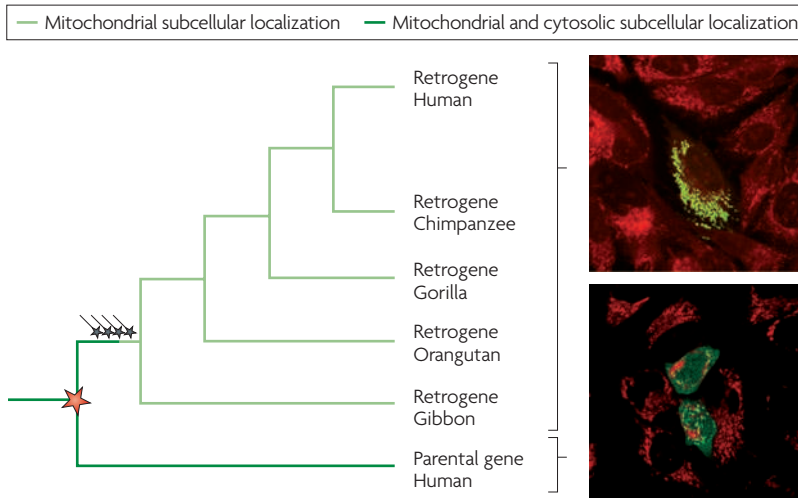 Mitochondrial subcellular localization
Mitochondrial and cytosolic subcellular localization
Retrogene
Human
Retrogene
Chimpanzee
Retrogene
Gorilla
Retrogene
Orangutan
Retrogene
Gibbon
Parental gene
Human